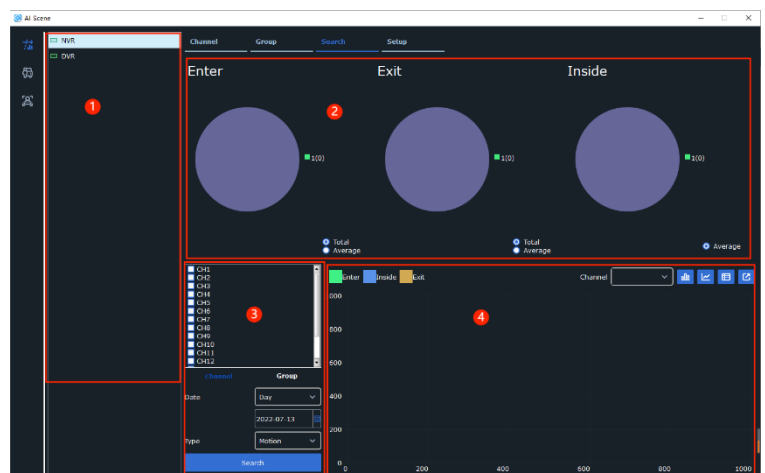 AI Scene
NVR
DVR
Channel Group Search Setup
Enter Exit Inside
1
2
1(0) 1(0) 1(0)
Total Total
Average Average Average
CH1
CH2
CH3
CH4
CH5
CH6
CH7
CH8
CH9
CH10
CH11
CH12
3
Channel Group
Date Day
2022-07-13
Type Motion
Search
Enter Inside Exit Channel
4
000
800
600
400
200
0
0 200 400 600 800 1000